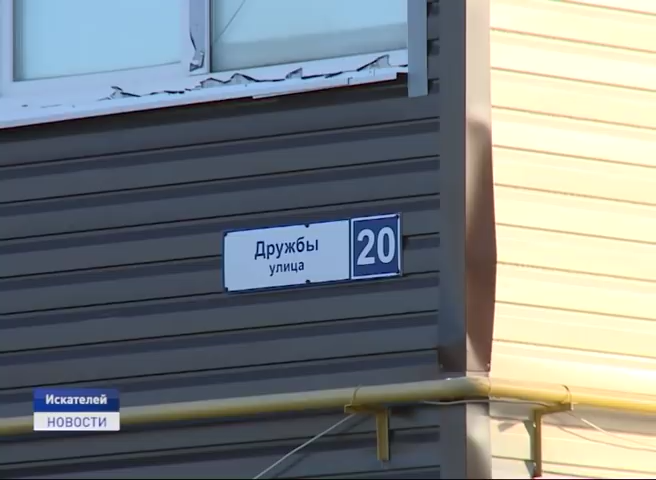 Дружбы
улица
20
Искателей
НОВОСТИ